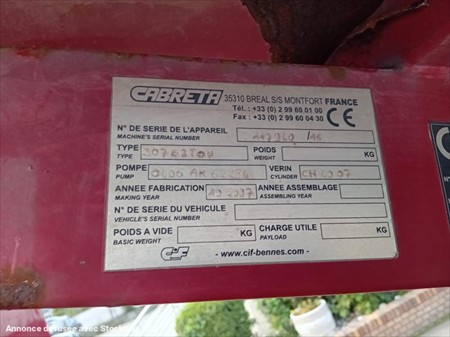 CABRETA 35310 BREAL S/S MONTFORT FRANCE
Tél. : +33 (0) 2 99 60 01 00
Fax : +33 (0) 2 99 60 04 30
CE
N° DE SERIE DE L'APPAREIL
MACHINE'S SERIAL NUMBER
TYPE POIDS KG
TYPE WEIGHT
POMPE VERIN
PUMP CYLINDER
ANNEE FABRICATION ANNEE ASSEMBLAGE
MAKING YEAR ASSEMBLING YEAR
N° DE SERIE DU VEHICULE
VEHICLE'S SERIAL NUMBER
POIDS A VIDE KG CHARGE UTILE KG
BASIC WEIGHT PAYLOAD
- www.cif-bennes.com -
Annonce avec